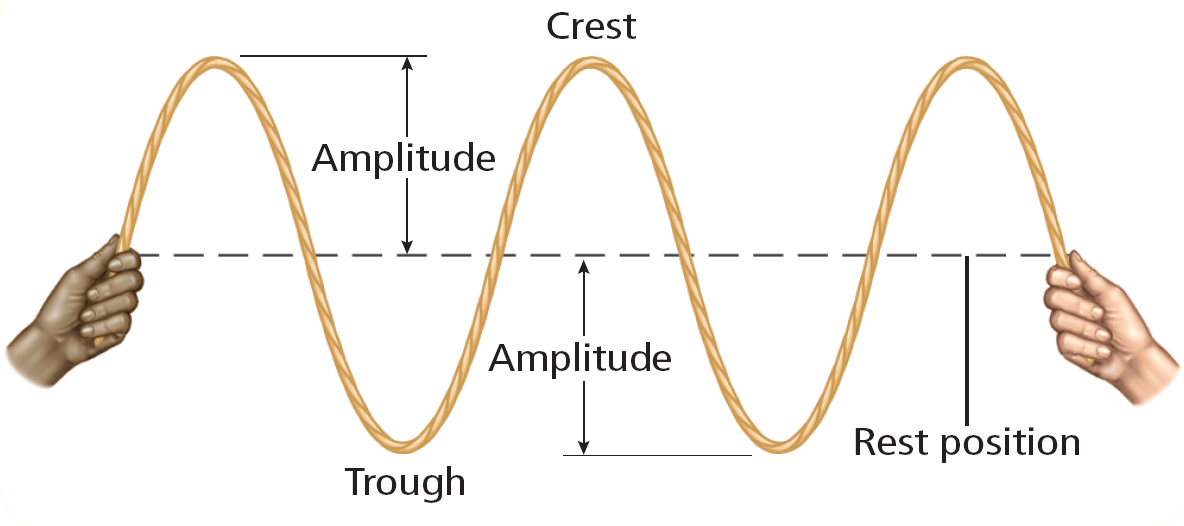 Crest
Amplitude
Amplitude
Rest position
Trough